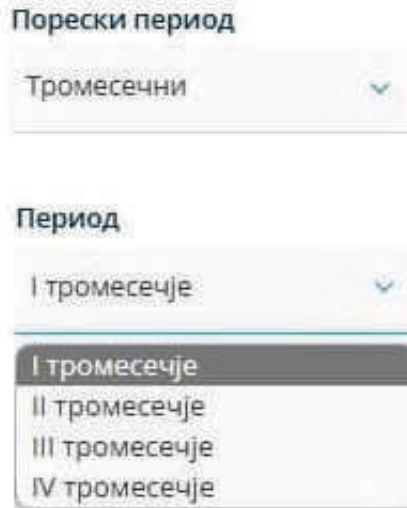 Порески период
Тромесечни
Период
I тромесечје
I тромесечје
II тромесечје
III тромесечје
IV тромесечје